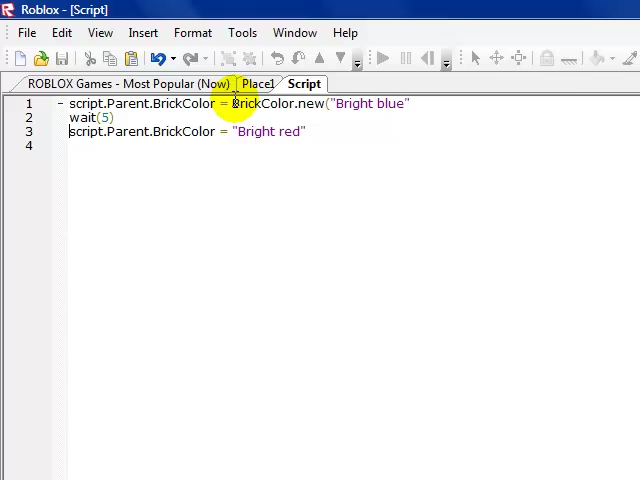 Roblox - [Script]
File Edit View Insert Format Tools Window Help
ROBLOX Games - Most Popular (Now) Place1 Script
1 - script.Parent.BrickColor = BrickColor.new("Bright blue"
2 wait(5)
3 script.Parent.BrickColor = "Bright red"
4